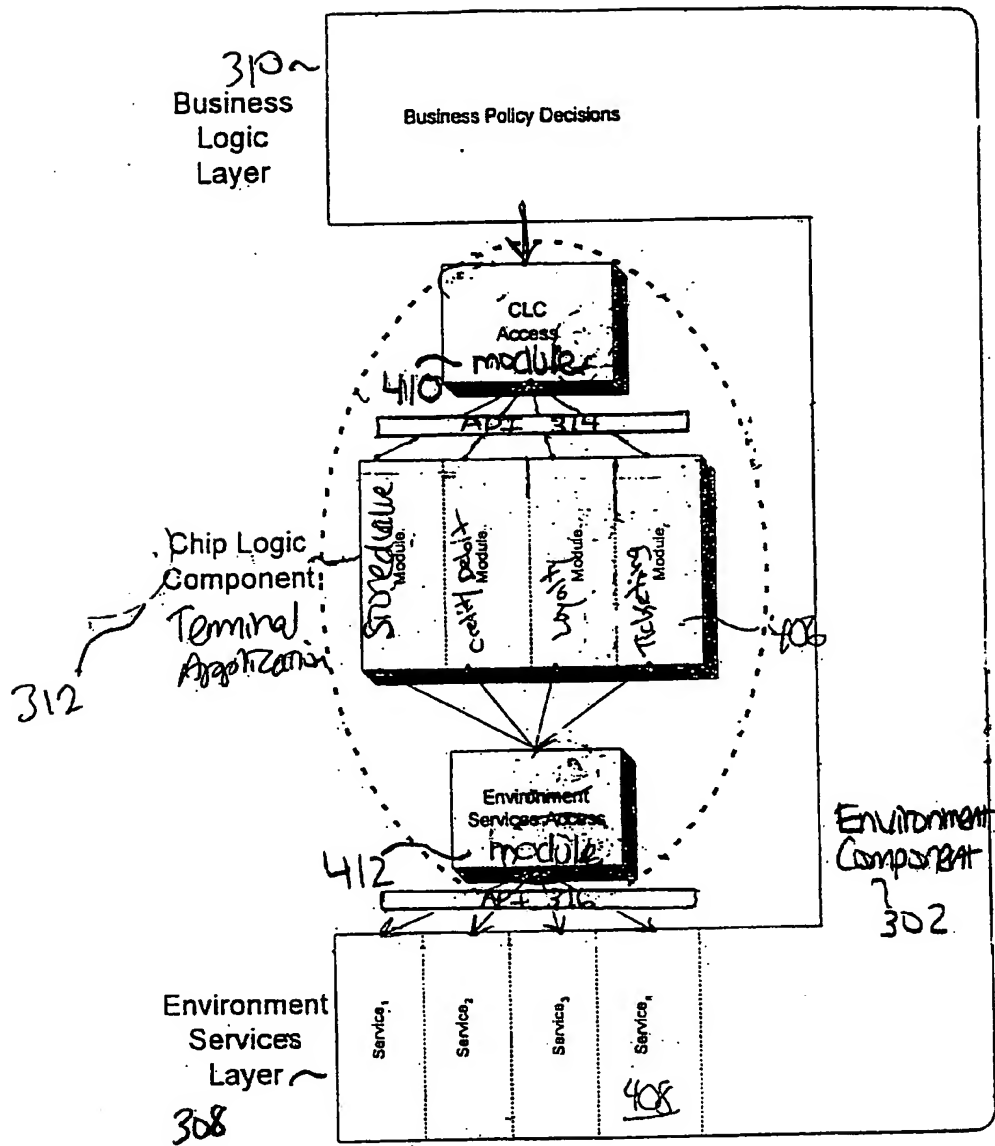 310
Business
Logic
Layer
Business Policy Decisions
CLC
Access
module
410
API 314
Stored value
Module
Credit/Debit
Module
Loyalty
Module
Ticketing
Module
406
Chip Logic
Component
Terminal
Application
312
Environment
Services Access
module
412
API 316
Environment
Component
302
Service1
Service2
Service3
Servicen
408
Environment
Services
Layer
308